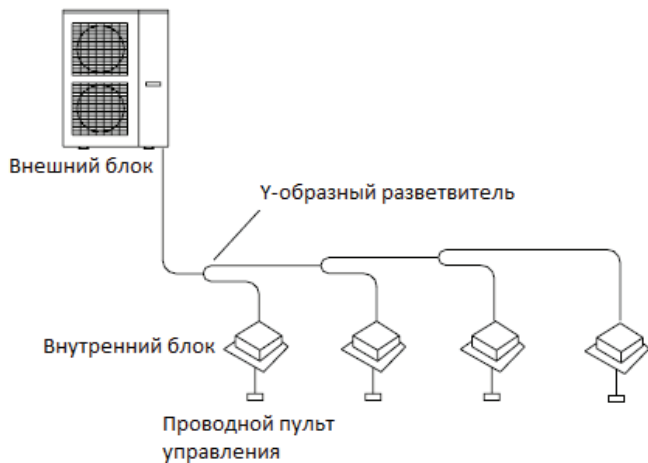 Внешний блок
Y-образный разветвитель
Внутренний блок
Проводной пульт
управления